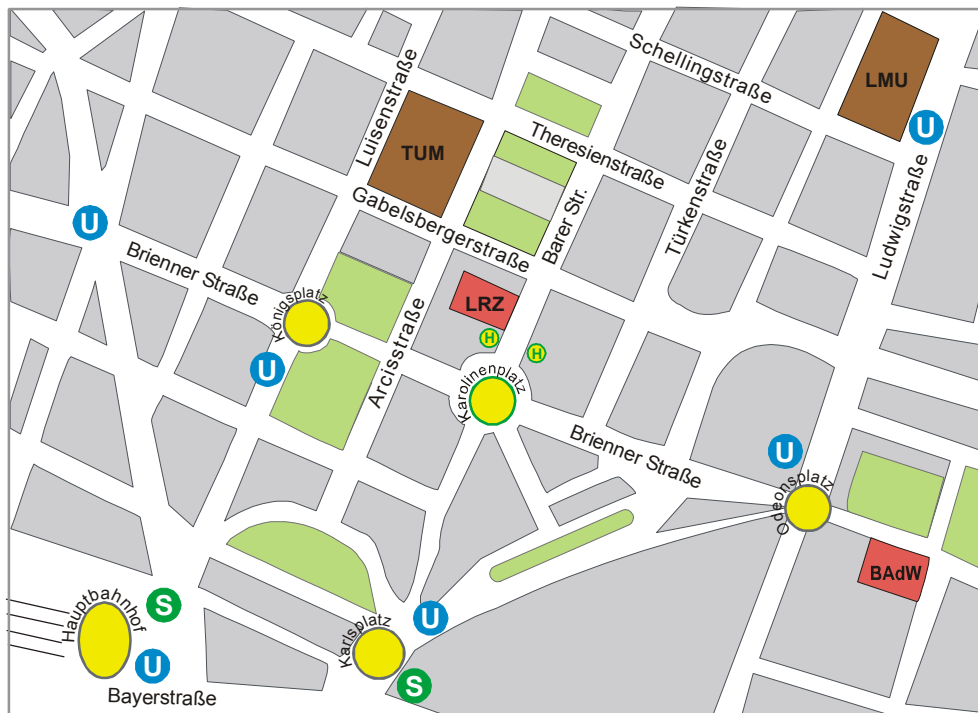 Schellingstraße
LMU
U
Luisenstraße
TUM
Theresienstraße
Türkenstraße
Ludwigstraße
Gabelsbergerstraße
Barer Str.
U
Brienner Straße
Königsplatz
LRZ
H
H
U
Arcisstraße
Karolinenplatz
Brienner Straße
U
Odeonsplatz
BAdW
Hauptbahnhof
S
U
Bayerstraße
Karlsplatz
U
S